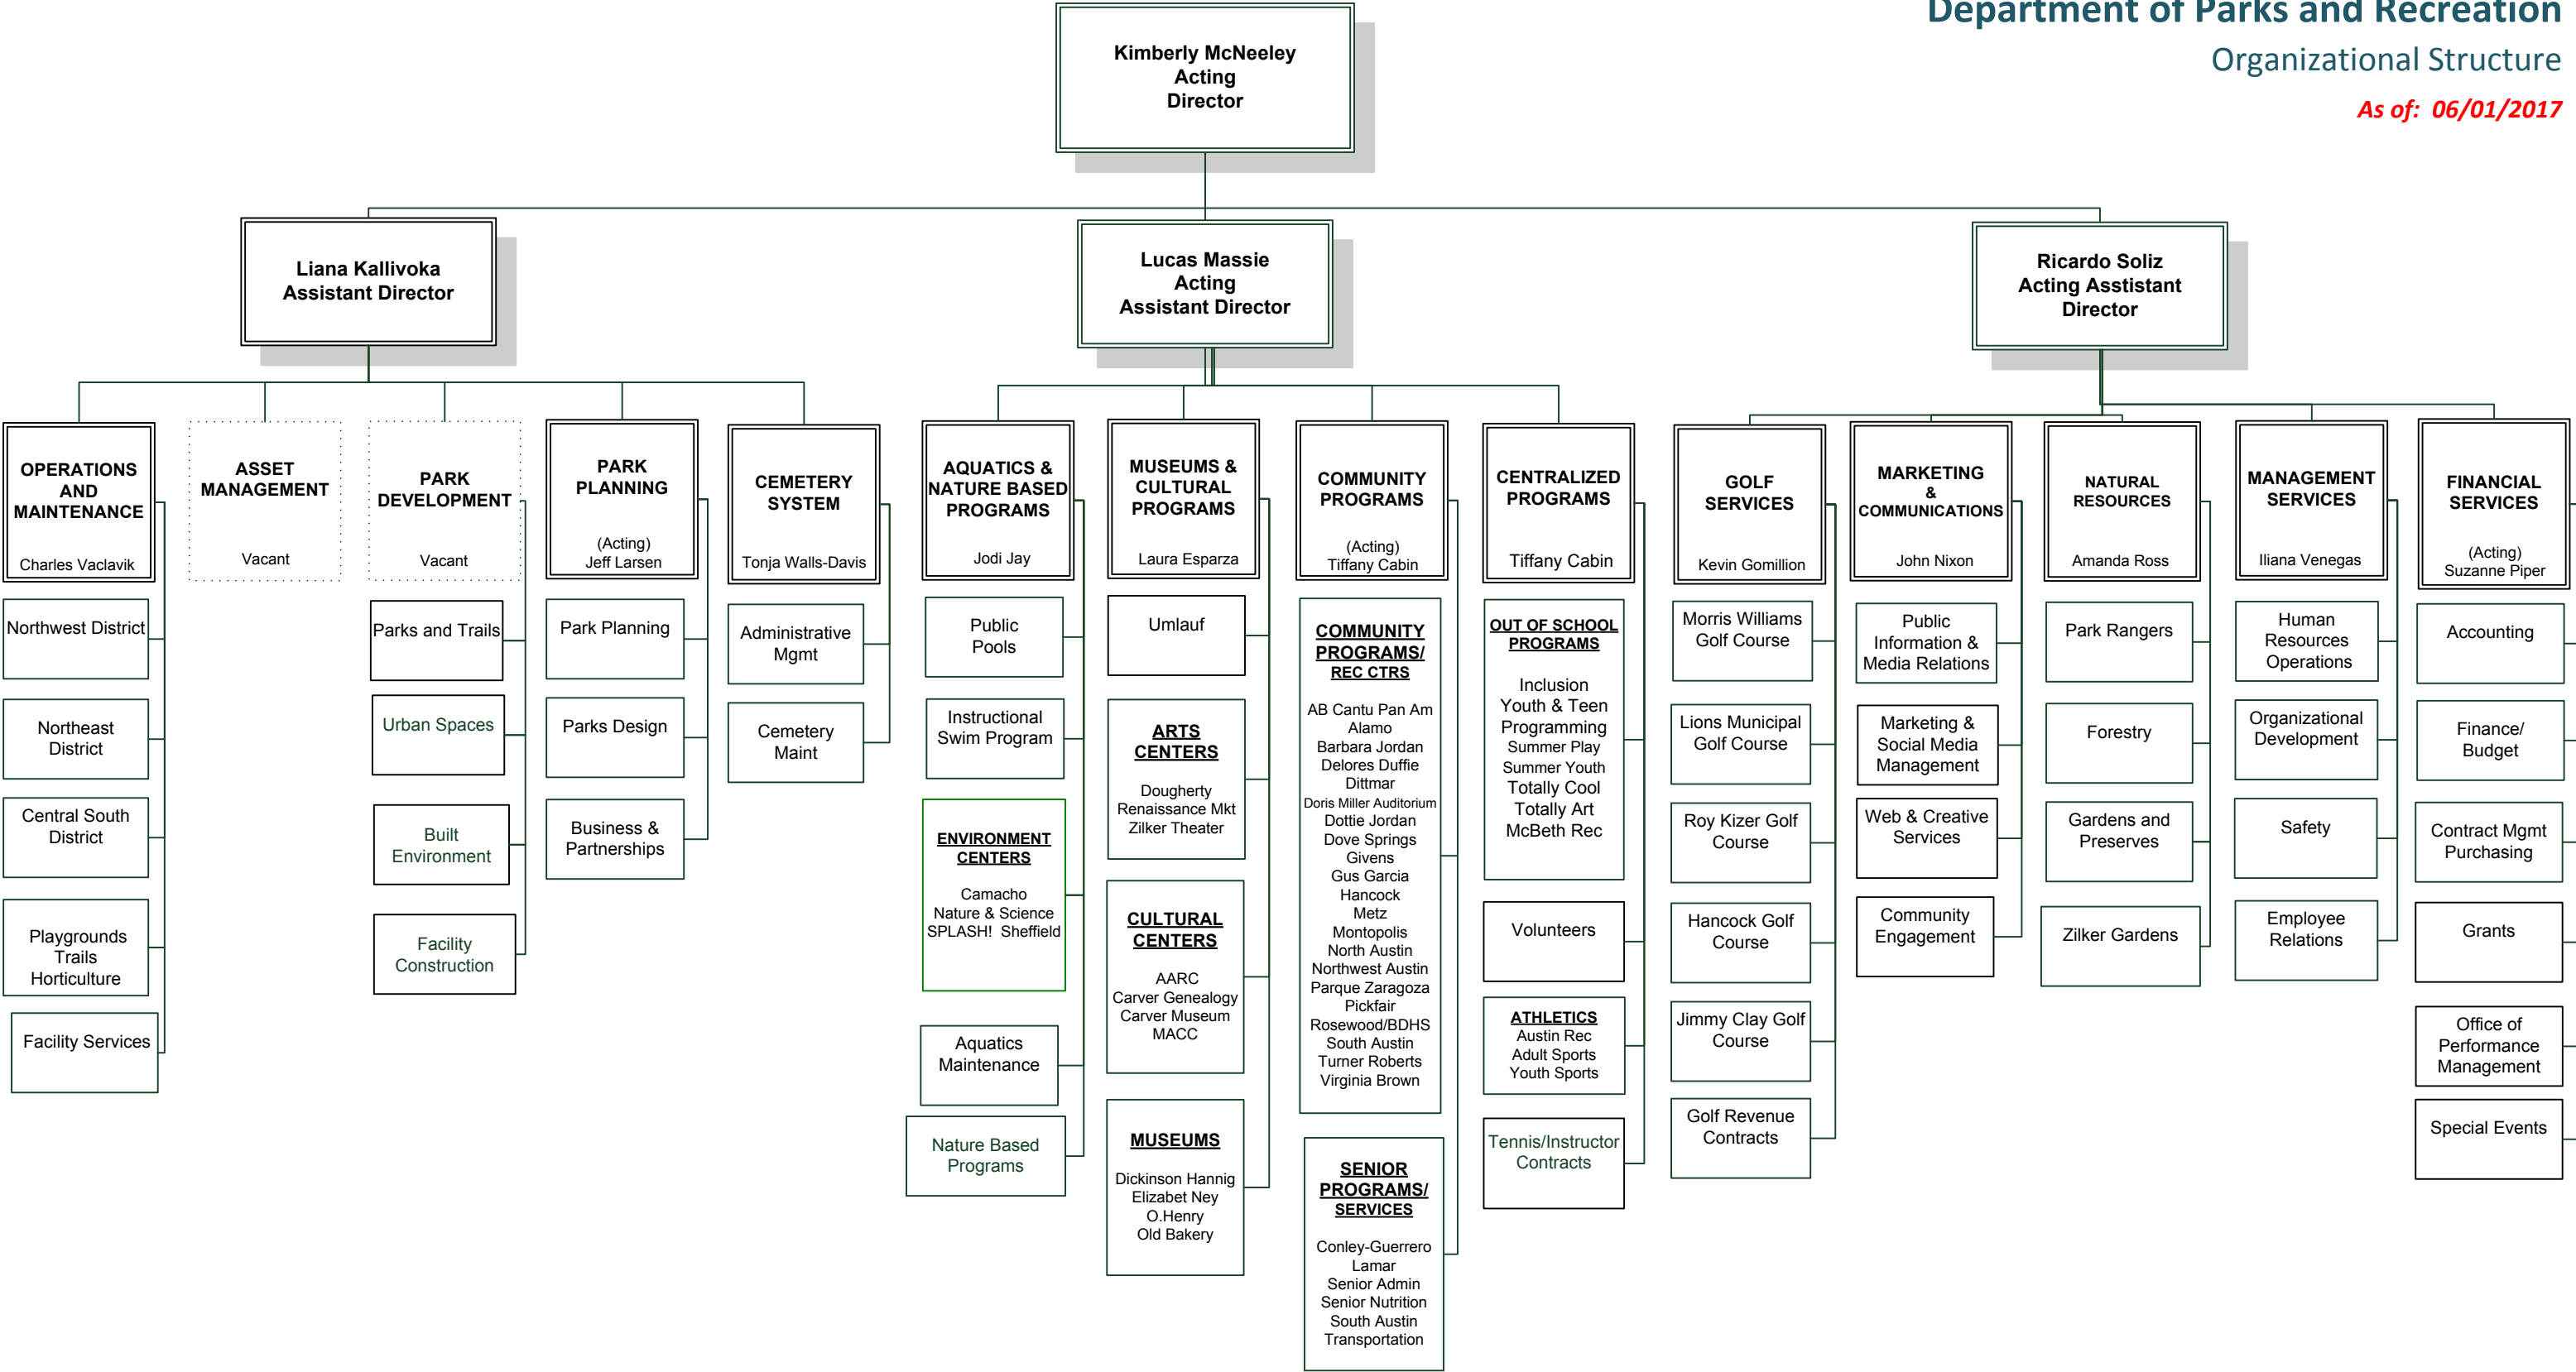 Department of Parks and Recreation
Organizational Structure
As of: 06/01/2017
Kimberly McNeeley
Acting
Director
Liana Kallivoka
Assistant Director
Lucas Massie
Acting
Assistant Director
Ricardo Soliz
Acting Asstistant
Director
OPERATIONS
AND
MAINTENANCE
Charles Vaclavik
Northwest District
Northeast
District
Central South
District
Playgrounds
Trails
Horticulture
Facility Services
ASSET
MANAGEMENT
Vacant
PARK
DEVELOPMENT
Vacant
Parks and Trails
Urban Spaces
Built
Environment
Facility
Construction
PARK
PLANNING
(Acting)
Jeff Larsen
Park Planning
Parks Design
Business &
Partnerships
CEMETERY
SYSTEM
Tonja Walls-Davis
Administrative
Mgmt
Cemetery
Maint
AQUATICS &
NATURE BASED
PROGRAMS
Jodi Jay
Public
Pools
Instructional
Swim Program
ENVIRONMENT
CENTERS
Camacho
Nature & Science
SPLASH! Sheffield
Aquatics
Maintenance
Nature Based
Programs
MUSEUMS &
CULTURAL
PROGRAMS
Laura Esparza
Umlauf
ARTS
CENTERS
Dougherty
Renaissance Mkt
Zilker Theater
CULTURAL
CENTERS
AARC
Carver Genealogy
Carver Museum
MACC
MUSEUMS
Dickinson Hannig
Elizabet Ney
O.Henry
Old Bakery
COMMUNITY
PROGRAMS
(Acting)
Tiffany Cabin
COMMUNITY
PROGRAMS/
REC CTRS
AB Cantu Pan Am
Alamo
Barbara Jordan
Delores Duffie
Dittmar
Doris Miller Auditorium
Dottie Jordan
Dove Springs
Givens
Gus Garcia
Hancock
Metz
Montopolis
North Austin
Northwest Austin
Parque Zaragoza
Pickfair
Rosewood/BDHS
South Austin
Turner Roberts
Virginia Brown
SENIOR
PROGRAMS/
SERVICES
Conley-Guerrero
Lamar
Senior Admin
Senior Nutrition
South Austin
Transportation
CENTRALIZED
PROGRAMS
Tiffany Cabin
OUT OF SCHOOL
PROGRAMS
Inclusion
Youth & Teen
Programming
Summer Play
Summer Youth
Totally Cool
Totally Art
McBeth Rec
Volunteers
ATHLETICS
Austin Rec
Adult Sports
Youth Sports
Tennis/Instructor
Contracts
GOLF
SERVICES
Kevin Gomillion
Morris Williams
Golf Course
Lions Municipal
Golf Course
Roy Kizer Golf
Course
Hancock Golf
Course
Jimmy Clay Golf
Course
Golf Revenue
Contracts
MARKETING
&
COMMUNICATIONS
John Nixon
Public
Information &
Media Relations
Marketing &
Social Media
Management
Web & Creative
Services
Community
Engagement
NATURAL
RESOURCES
Amanda Ross
Park Rangers
Forestry
Gardens and
Preserves
Zilker Gardens
MANAGEMENT
SERVICES
Iliana Venegas
Human
Resources
Operations
Organizational
Development
Safety
Employee
Relations
FINANCIAL
SERVICES
(Acting)
Suzanne Piper
Accounting
Finance/
Budget
Contract Mgmt
Purchasing
Grants
Office of
Performance
Management
Special Events